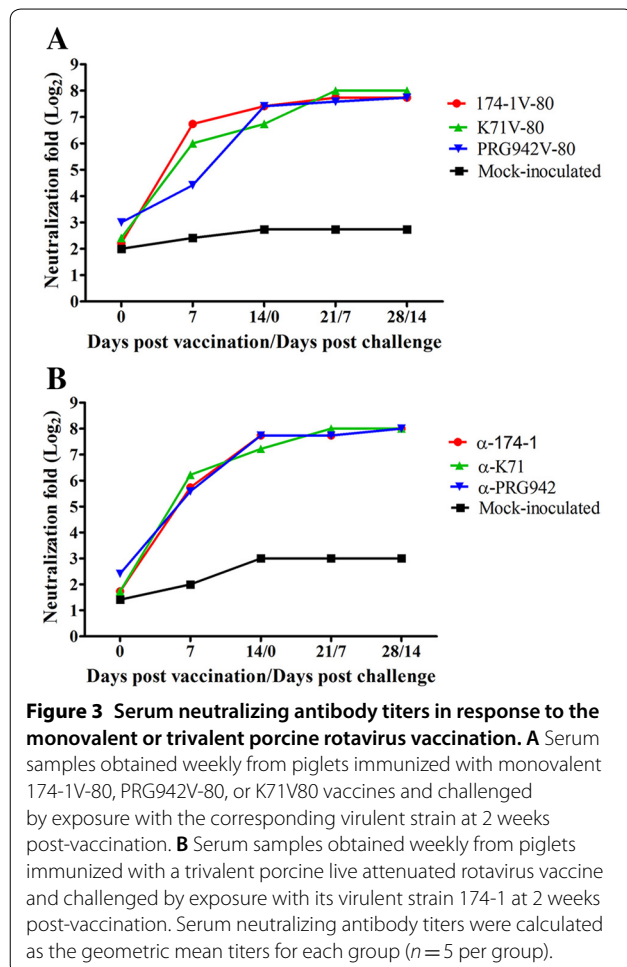 A
9
8
7
6
5
4
3
2
1
0
Neutralization fold (Log2)
0 7 14/0 21/7 28/14
Days post vaccination/Days post challenge
174-1V-80
K71V-80
PRG942V-80
Mock-inoculated
B
9
8
7
6
5
4
3
2
1
0
Neutralization fold (Log2)
0 7 14/0 21/7 28/14
Days post vaccination/Days post challenge
α-174-1
α-K71
α-PRG942
Mock-inoculated
Figure 3 Serum neutralizing antibody titers in response to the
monovalent or trivalent porcine rotavirus vaccination. A Serum
samples obtained weekly from piglets immunized with monovalent
174-1V-80, PRG942V-80, or K71V80 vaccines and challenged
by exposure with the corresponding virulent strain at 2 weeks
post-vaccination. B Serum samples obtained weekly from piglets
immunized with a trivalent porcine live attenuated rotavirus vaccine
and challenged by exposure with its virulent strain 174-1 at 2 weeks
post-vaccination. Serum neutralizing antibody titers were calculated
as the geometric mean titers for each group (n = 5 per group).